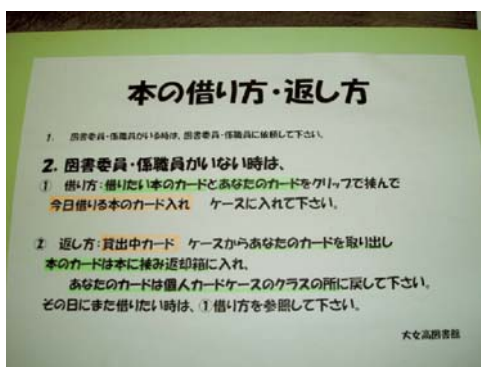 本の借り方・返し方
1. 図書委員・係職員がいる時は、図書委員・係職員に依頼して下さい。
2. 図書委員・係職員がいない時は、
① 借り方:借りたい本のカードとあなたのカードをクリップで挟んで
今日借りる本のカード入れ ケースに入れて下さい。
② 返し方:貸出中カード ケースからあなたのカードを取り出し
本のカードは本に挟み返却箱に入れ、
あなたのカードは個人カードケースのクラスの所に戻して下さい。
その日にまた借りたい時は、①借り方を参照して下さい。
大女高図書館